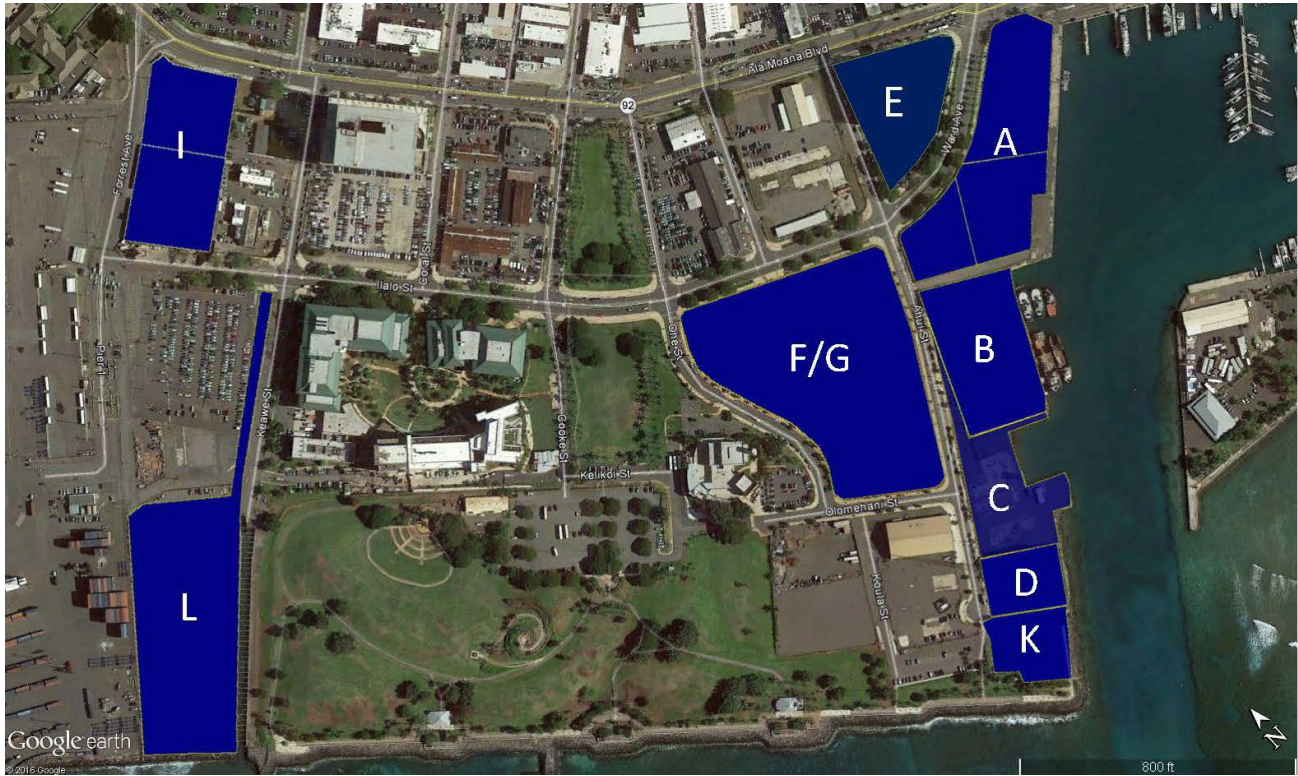 Ala Moana Blvd
92
E
Ward Ave
A
I
Forrest Ave
Coral St
Ilalo St
Ohe St
Ahui St
F/G
B
Pier 1
Keawe St
Cooke St
Kelikoi St
Olomehani St
C
Koula St
D
K
L
Google earth
© 2016 Google
N
800 ft